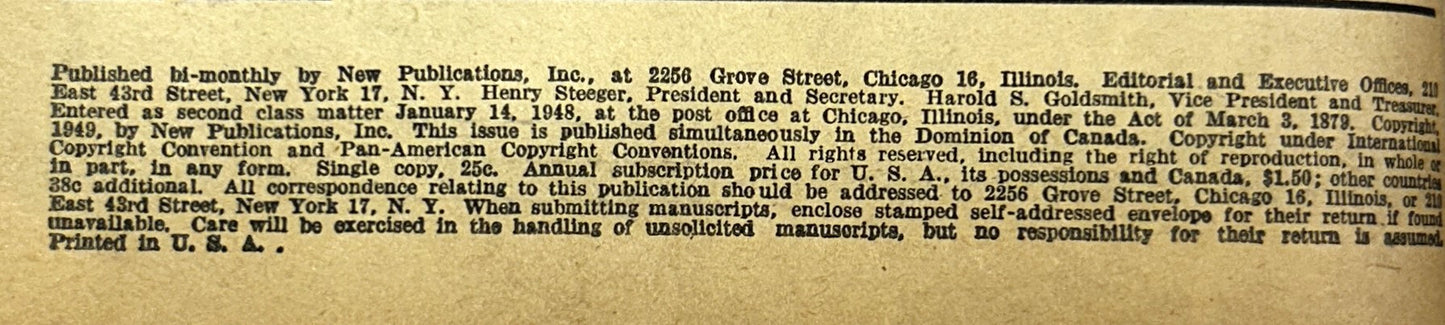 Published bi-monthly by New Publications, Inc., at 2256 Grove Street, Chicago 16, Illinois. Editorial and Executive Offices, 210
East 43rd Street, New York 17, N. Y. Henry Steeger, President and Secretary. Harold S. Goldsmith, Vice President and Treasurer.
Entered as second class matter January 14, 1948, at the post office at Chicago, Illinois, under the Act of March 3, 1879. Copyright,
1949, by New Publications, Inc. This issue is published simultaneously in the Dominion of Canada. Copyright under International
Copyright Convention and Pan-American Copyright Conventions. All rights reserved, including the right of reproduction, in whole or
in part, in any form. Single copy, 25c. Annual subscription price for U. S. A., its possessions and Canada, $1.50; other countries
38c additional. All correspondence relating to this publication should be addressed to 2256 Grove Street, Chicago 16, Illinois, or 210
East 43rd Street, New York 17, N. Y. When submitting manuscripts, enclose stamped self-addressed envelope for their return if found
unavailable. Care will be exercised in the handling of unsolicited manuscripts, but no responsibility for their return is assumed.
Printed in U. S. A. .